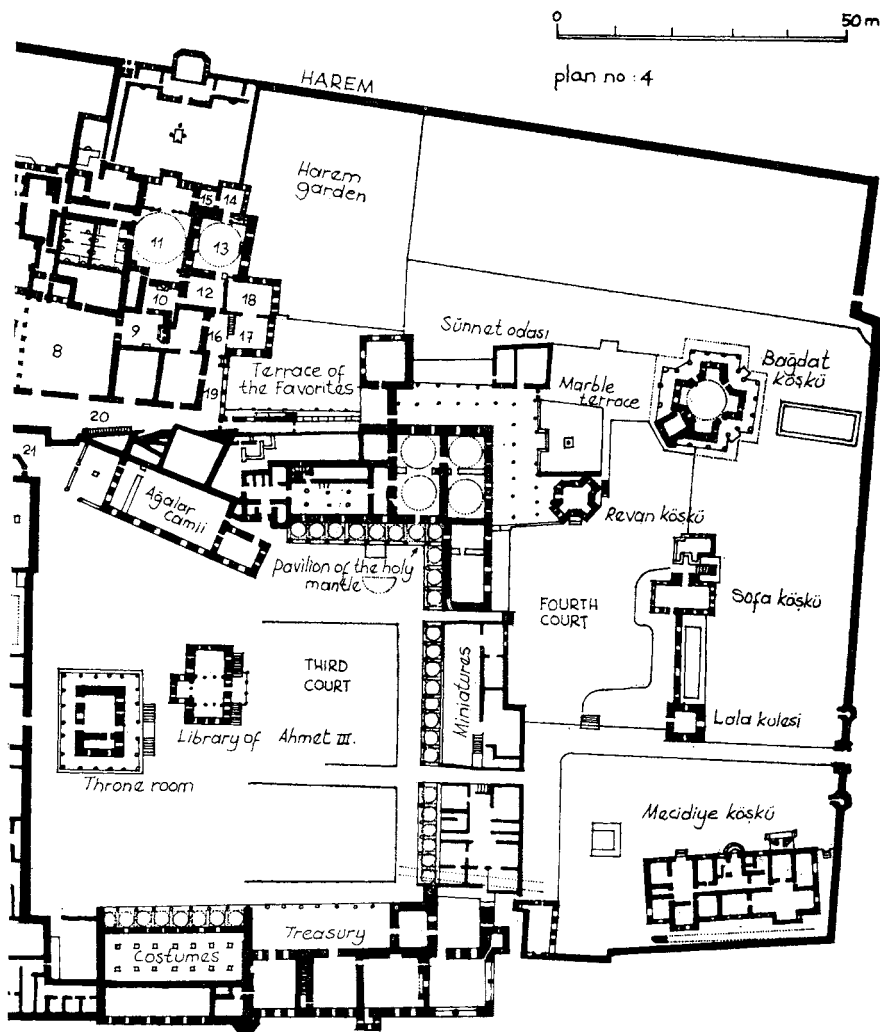 0 50 m
plan no : 4
HAREM
Harem
garden
15 14
11 13
10 12 18
9 16 17
8
19
20
21
Terrace of
the Favorites
Sünnet odası
Marble
terrace
Bağdat
köşkü
Ağalar
camii
Revan köşkü
Pavilion of the holy
mantle
FOURTH
COURT
Sofa köşkü
THIRD
COURT
Miniatures
Library of Ahmet III.
Lala kulesi
Throne room
Mecidiye köşkü
Treasury
Costumes